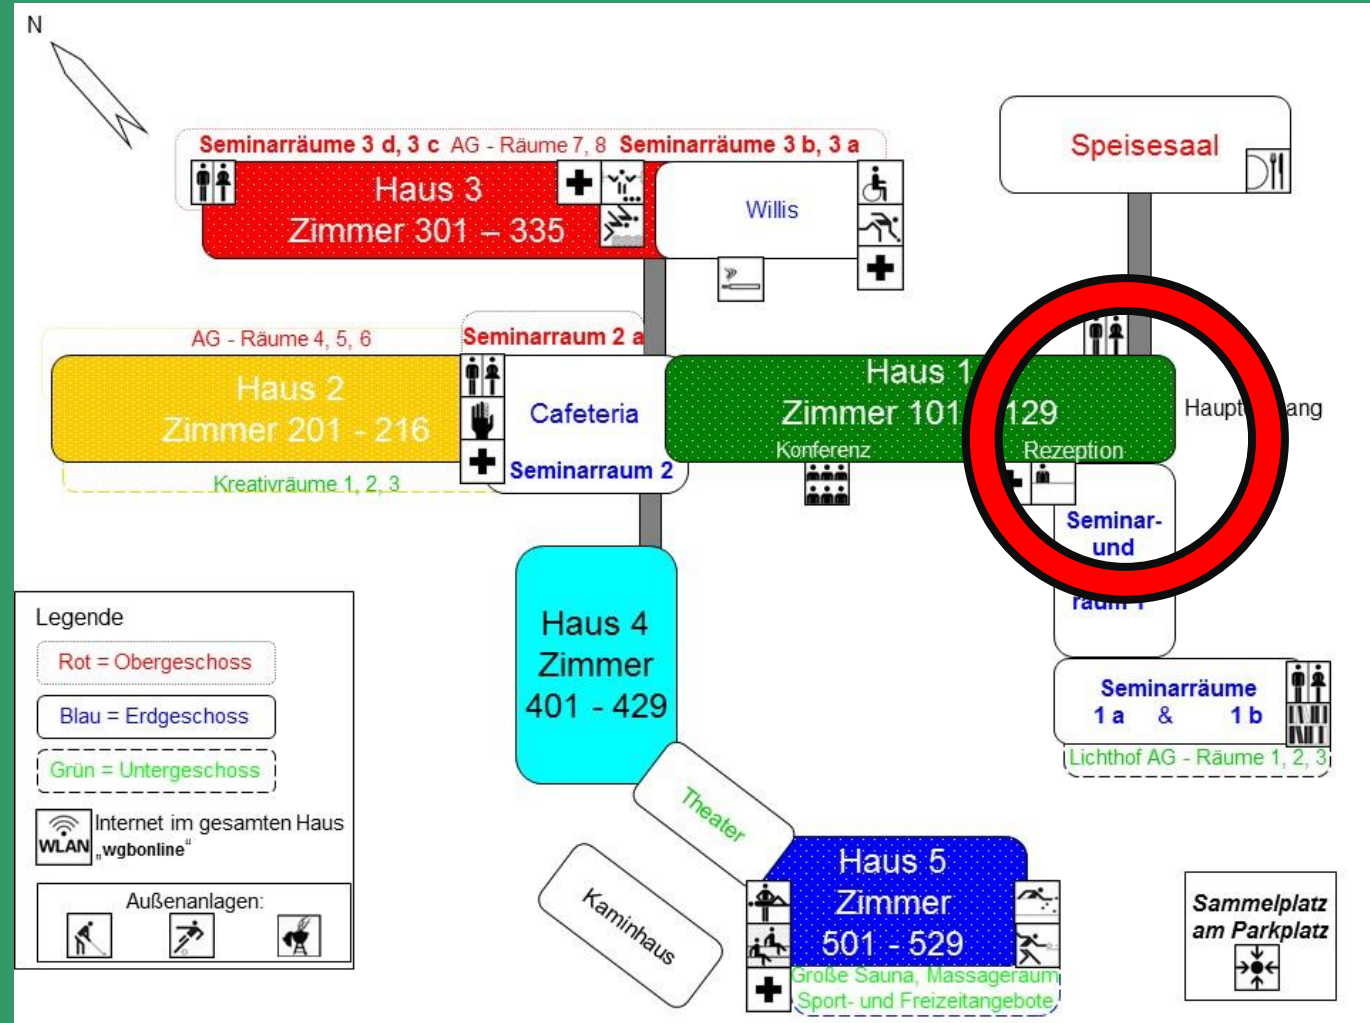 N
Seminarräume 3 d, 3 c AG - Räume 7, 8 Seminarräume 3 b, 3 a
Haus 3
Zimmer 301 – 335
Willis
Speisesaal
AG - Räume 4, 5, 6
Seminarraum 2 a
Haus 2
Zimmer 201 - 216
Kreativräume 1, 2, 3
Cafeteria
Seminarraum 2
Haus 1
Zimmer 101 129
Konferenz
Rezeption
Seminar-
und
raum 1
Seminarräume
1 a & 1 b
Lichthof AG - Räume 1, 2, 3
Haus 4
Zimmer
401 - 429
Theater
Kaminhaus
Haus 5
Zimmer
501 - 529
Große Sauna, Massageraum
Sport- und Freizeitangebote
Legende
Rot = Obergeschoss
Blau = Erdgeschoss
Grün = Untergeschoss
WLAN
Internet im gesamten Haus
„wgbonline“
Außenanlagen:
Sammelplatz
am Parkplatz